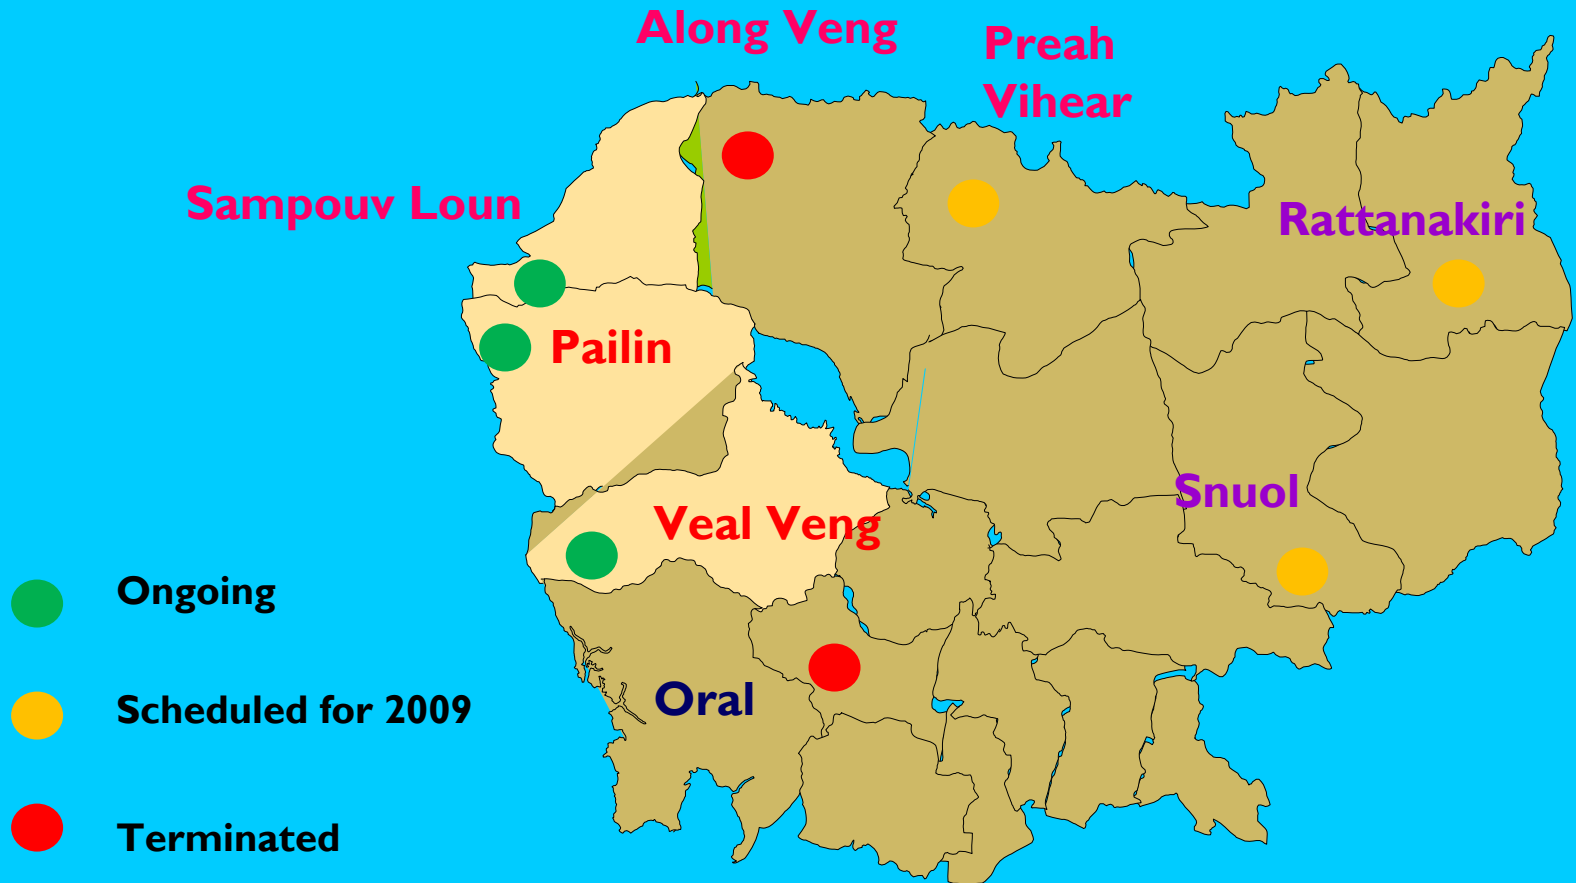 Along Veng
Preah
Vihear
Sampouv Loun
Rattanakiri
Pailin
Snuol
Veal Veng
Oral
Ongoing
Scheduled for 2009
Terminated